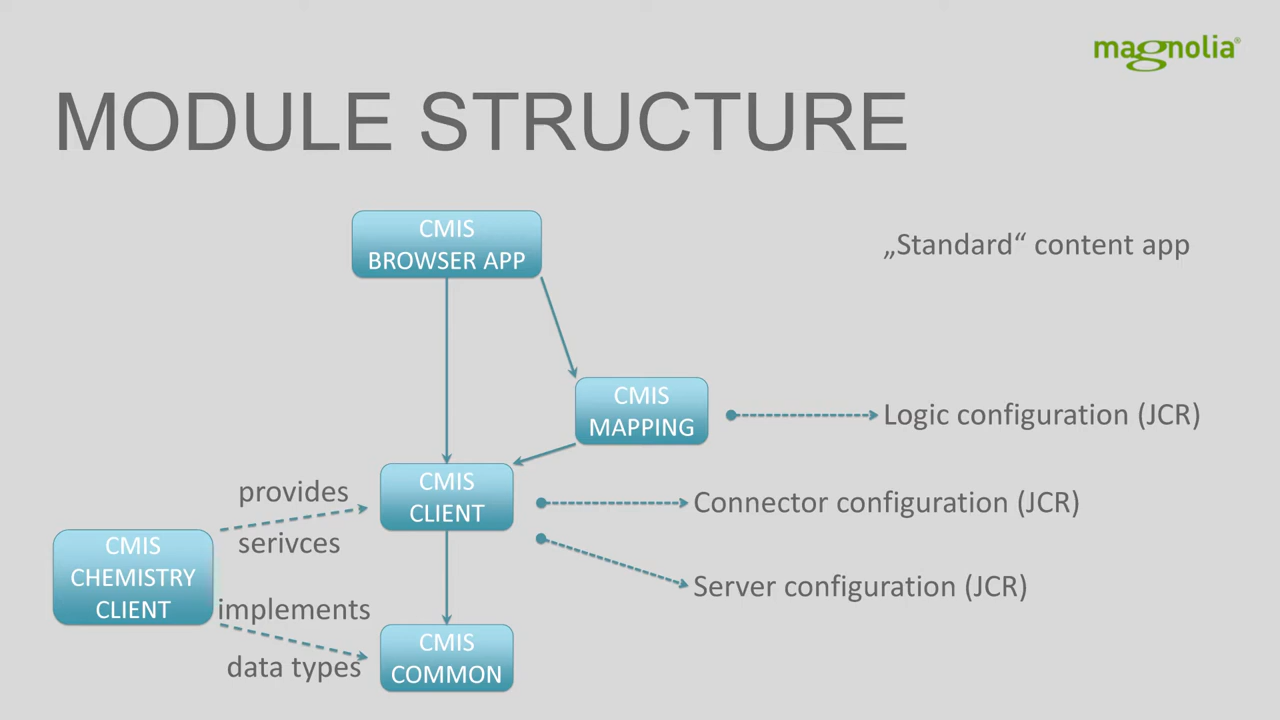 magnolia®
MODULE STRUCTURE
CMIS
BROWSER APP
„Standard“ content app
CMIS
MAPPING
Logic configuration (JCR)
CMIS
CLIENT
Connector configuration (JCR)
provides
serivces
CMIS
CHEMISTRY
CLIENT
Server configuration (JCR)
implements
data types
CMIS
COMMON